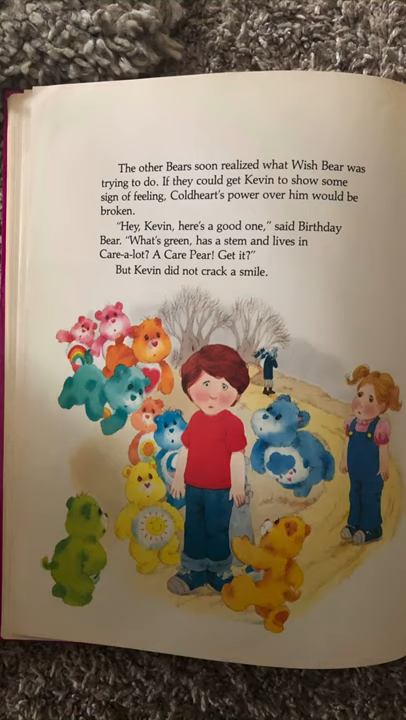 The other Bears soon realized what Wish Bear was
trying to do. If they could get Kevin to show some
sign of feeling, Coldheart's power over him would be
broken.
"Hey, Kevin, here's a good one," said Birthday
Bear. "What's green, has a stem and lives in
Care-a-lot? A Care Pear! Get it?"
But Kevin did not crack a smile.